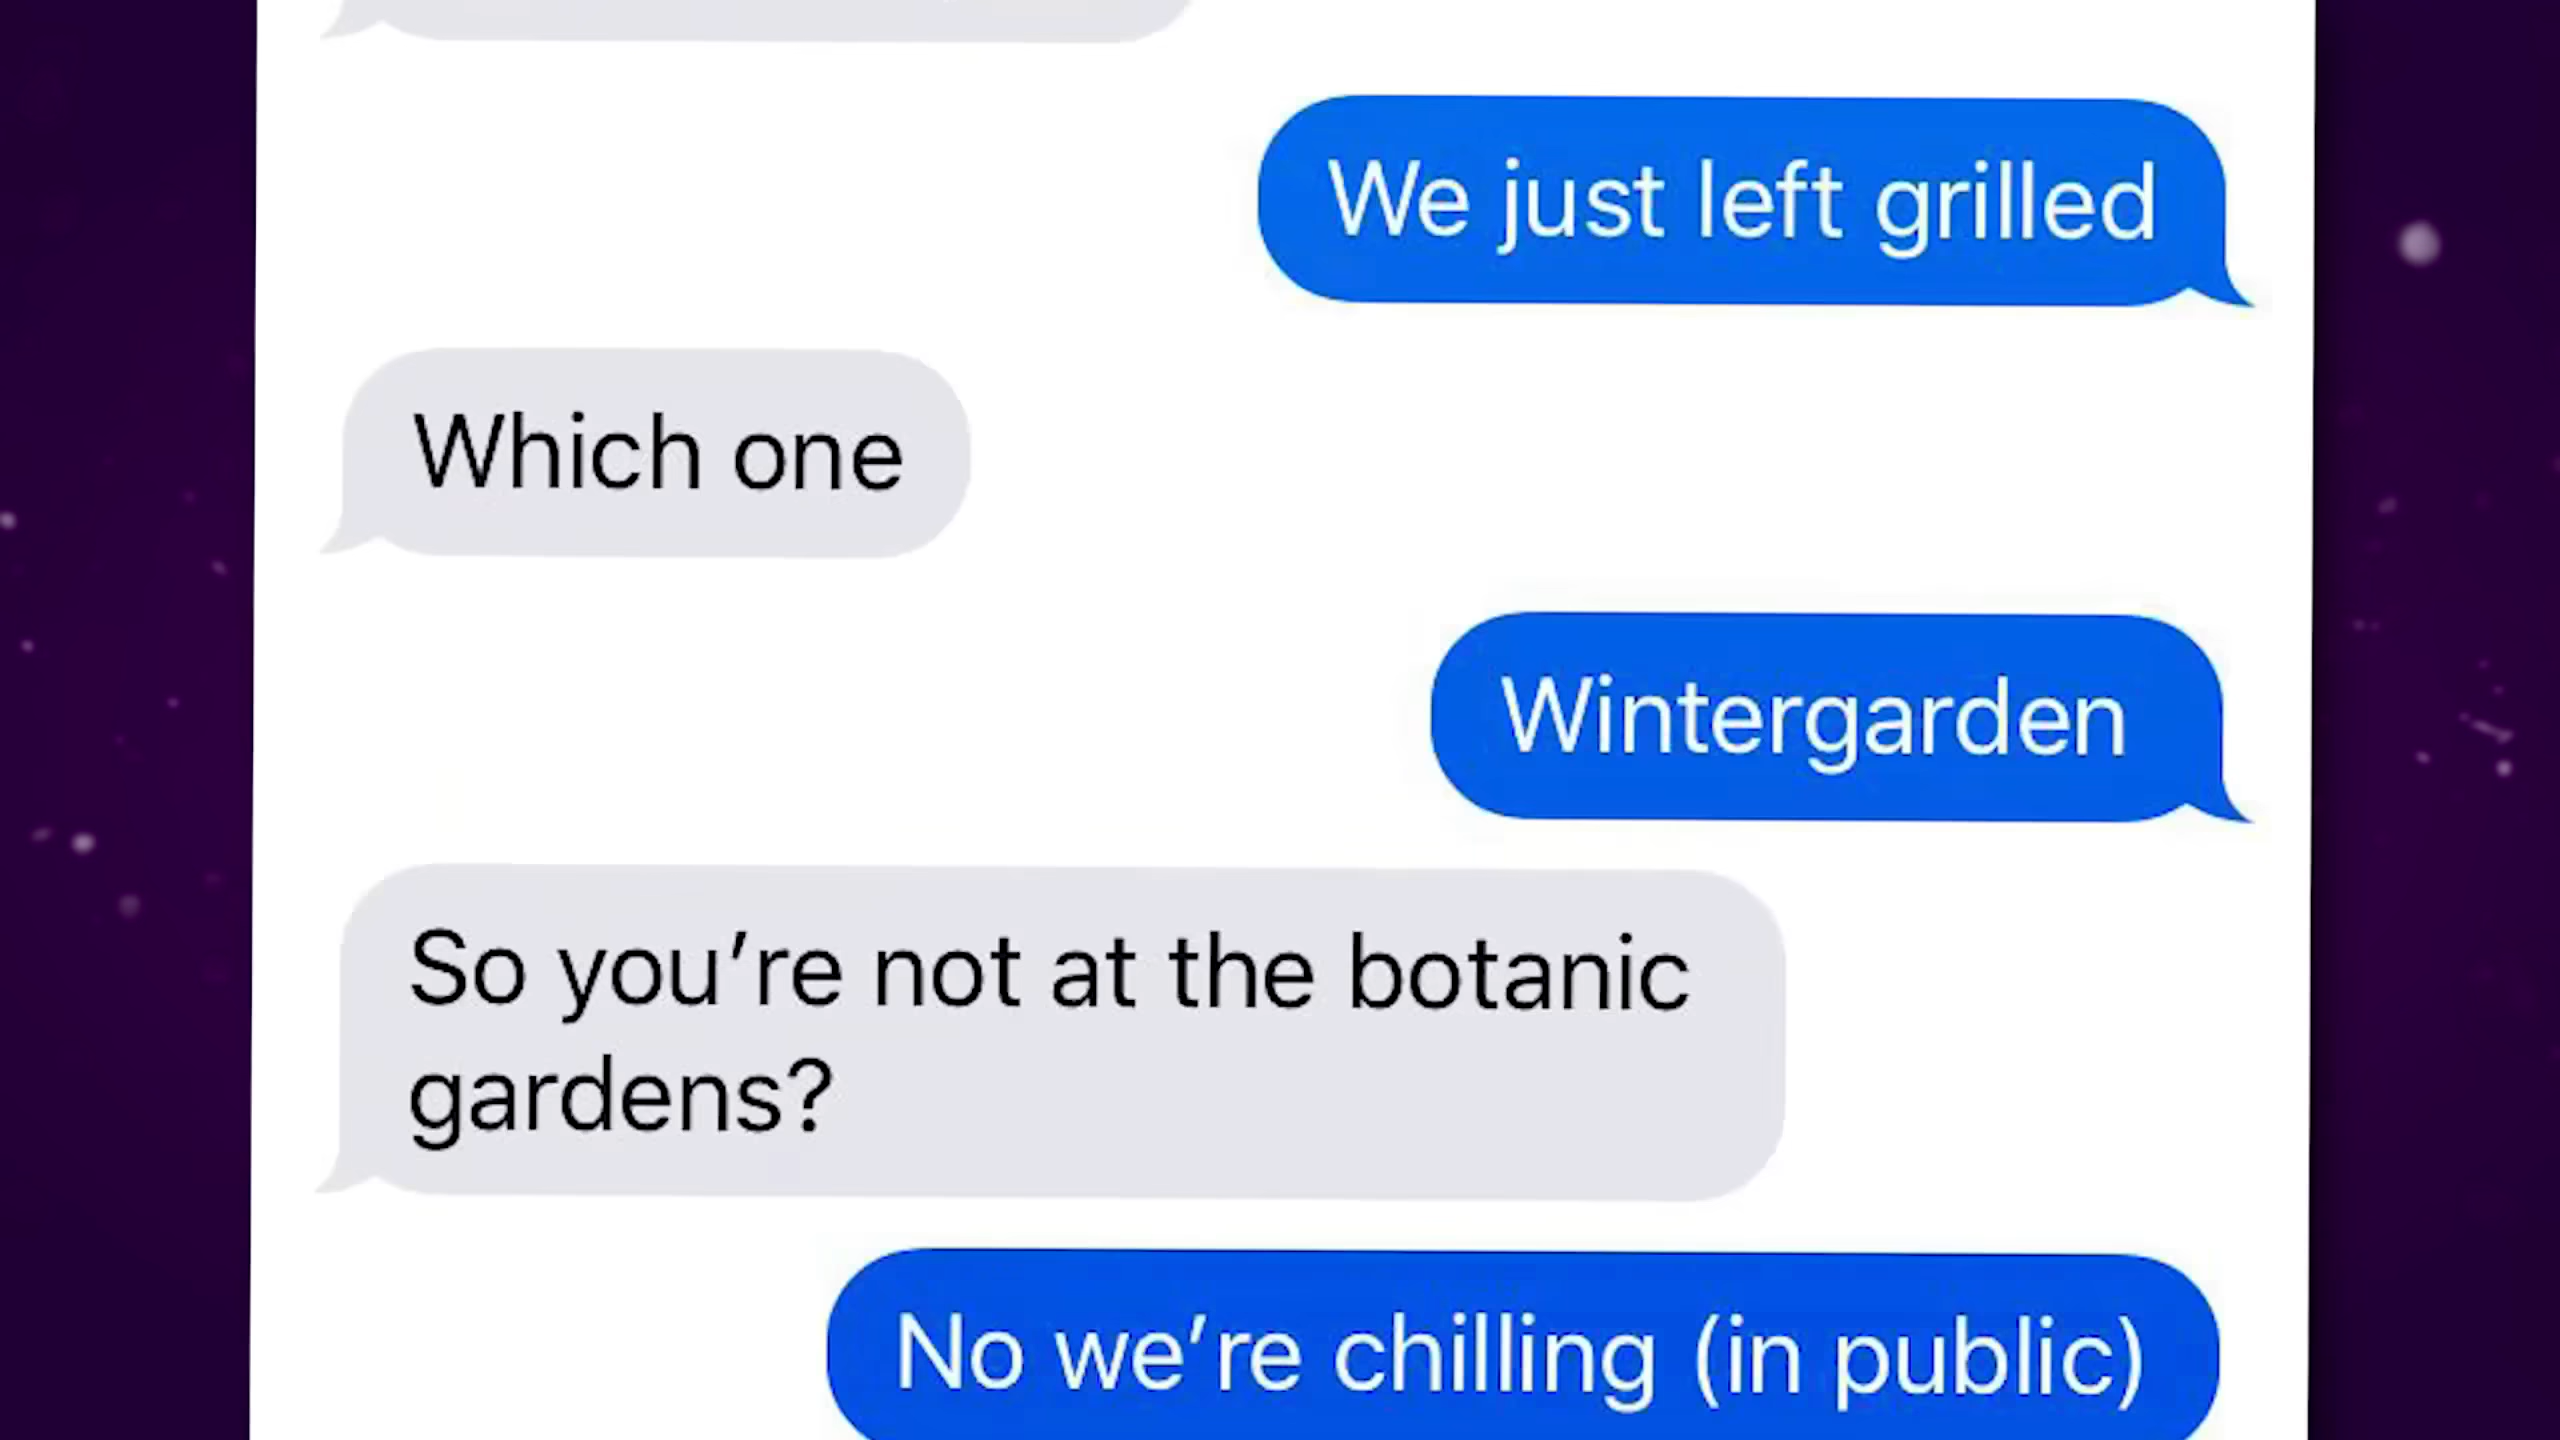 We just left grilled
Which one
Wintergarden
So you’re not at the botanic
gardens?
No we’re chilling (in public)